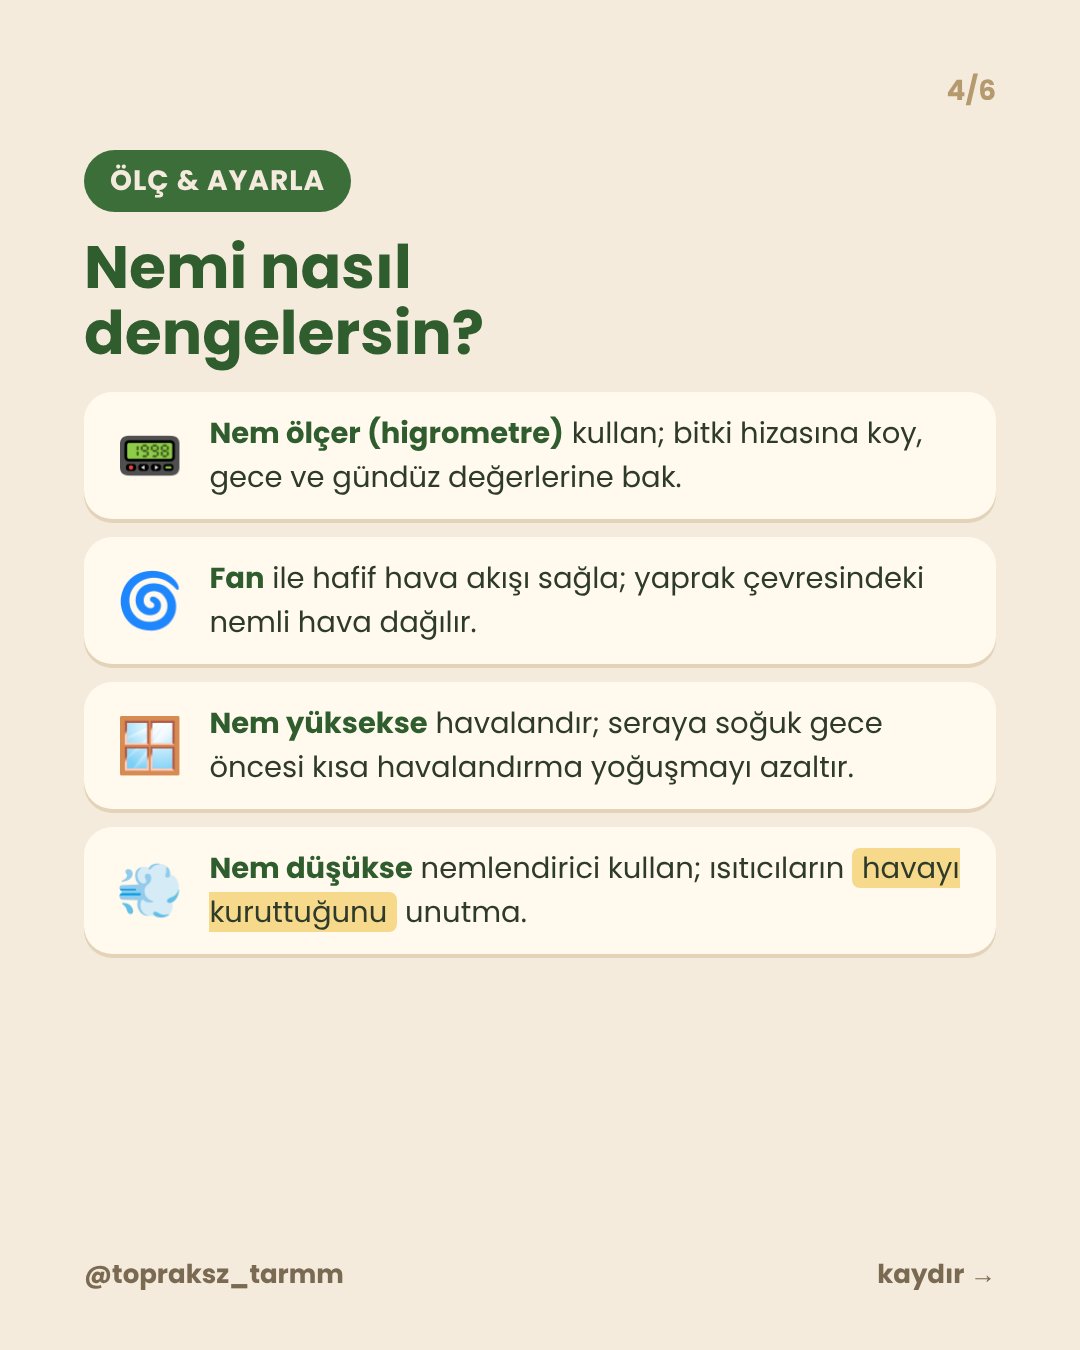 4/6
ÖLÇ & AYARLA
Nemi nasıl
dengelersin?
1998
Nem ölçer (higrometre) kullan; bitki hizasına koy,
gece ve gündüz değerlerine bak.
Fan ile hafif hava akışı sağla; yaprak çevresindeki
nemli hava dağılır.
Nem yüksekse havalandır; seraya soğuk gece
öncesi kısa havalandırma yoğuşmayı azaltır.
Nem düşükse nemlendirici kullan; ısıtıcıların havayı
kuruttuğunu unutma.
@topraksz_tarmm
kaydır →